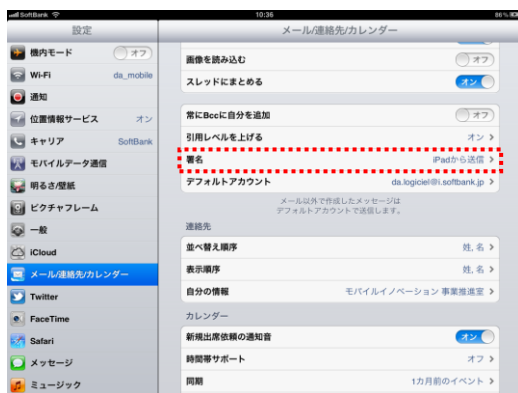 SoftBank 10:36 86%
設定
メール/連絡先/カレンダー
機内モード オフ
Wi-Fi da_mobile
通知
位置情報サービス オン
キャリア SoftBank
モバイルデータ通信
明るさ/壁紙
ピクチャフレーム
一般
iCloud
メール/連絡先/カレンダー
Twitter
FaceTime
Safari
メッセージ
ミュージック
画像を読み込む オフ
スレッドにまとめる オン
常にBccに自分を追加 オフ
引用レベルを上げる オン
署名 iPadから送信
デフォルトアカウント da.logiciel@i.softbank.jp
メール以外で作成したメッセージは
デフォルトアカウントで送信します。
連絡先
並べ替え順序 姓, 名
表示順序 姓, 名
自分の情報 モバイルイノベーション 事業推進室
カレンダー
新規出席依頼の通知音 オン
時間帯サポート オフ
同期 1カ月前のイベント